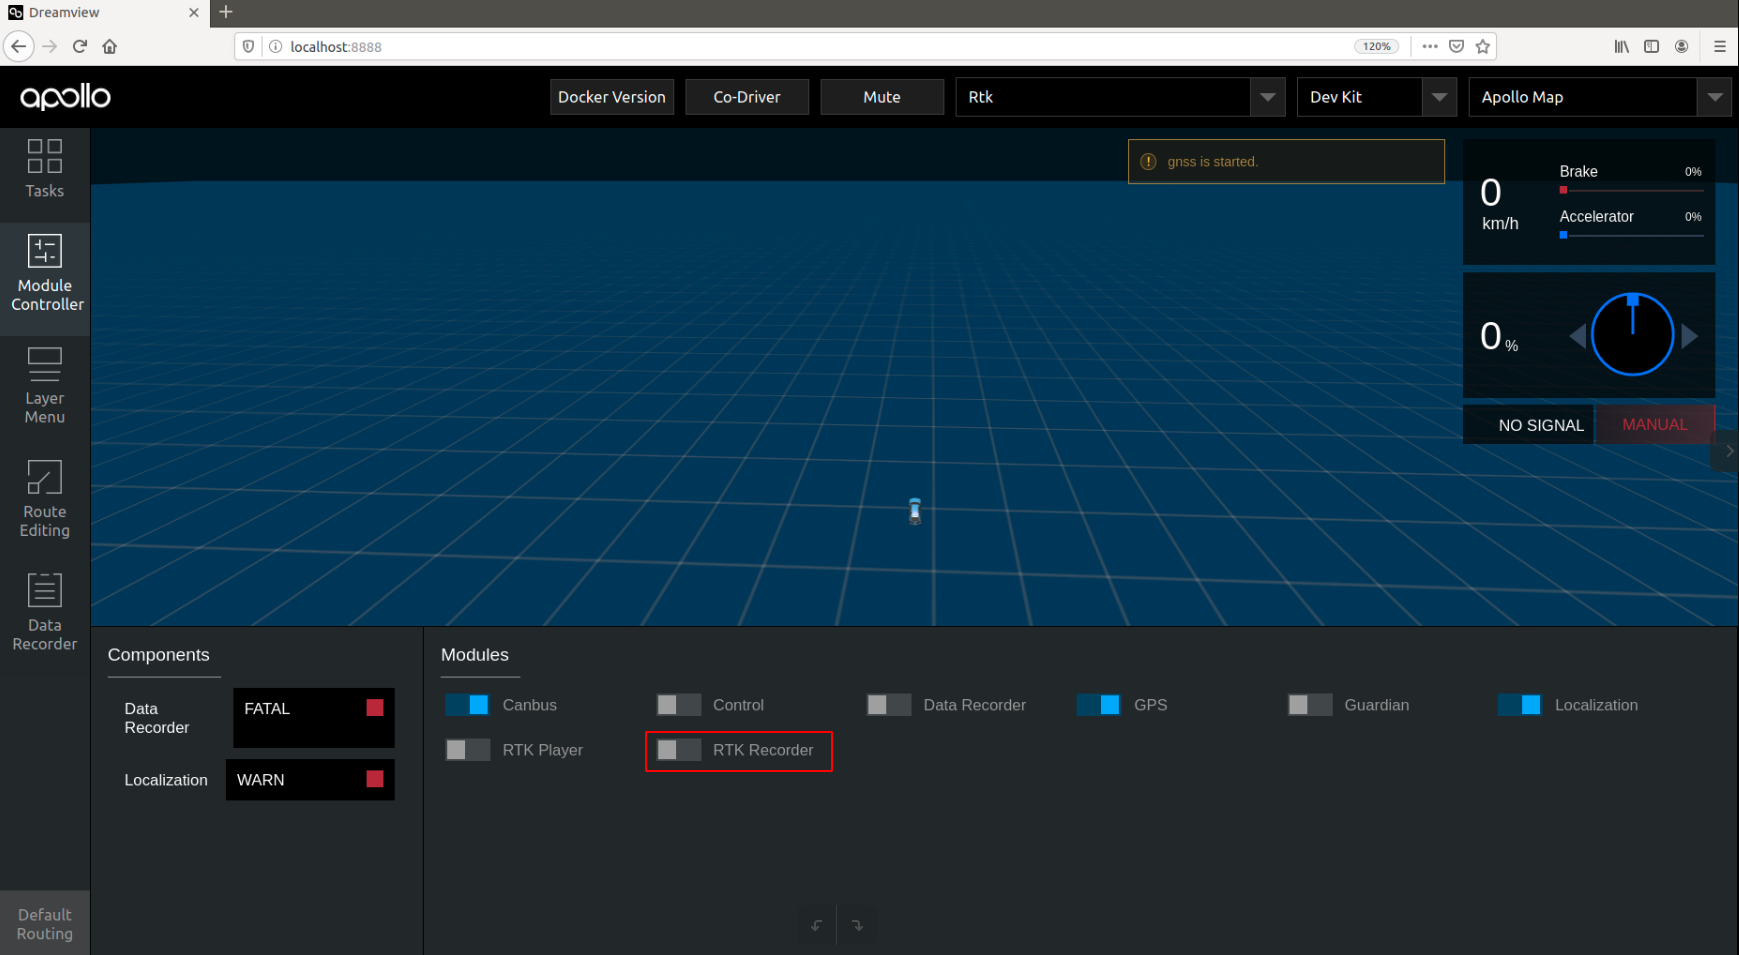 Dreamview
localhost:8888
120%
apollo
Docker Version
Co-Driver
Mute
Rtk
Dev Kit
Apollo Map
Tasks
Module
Controller
Layer
Menu
Route
Editing
Data
Recorder
Default
Routing
! gnss is started.
0
km/h
Brake
0%
Accelerator
0%
0 %
NO SIGNAL
MANUAL
Components
Data
Recorder
FATAL
Localization
WARN
Modules
Canbus
Control
Data Recorder
GPS
Guardian
Localization
RTK Player
RTK Recorder